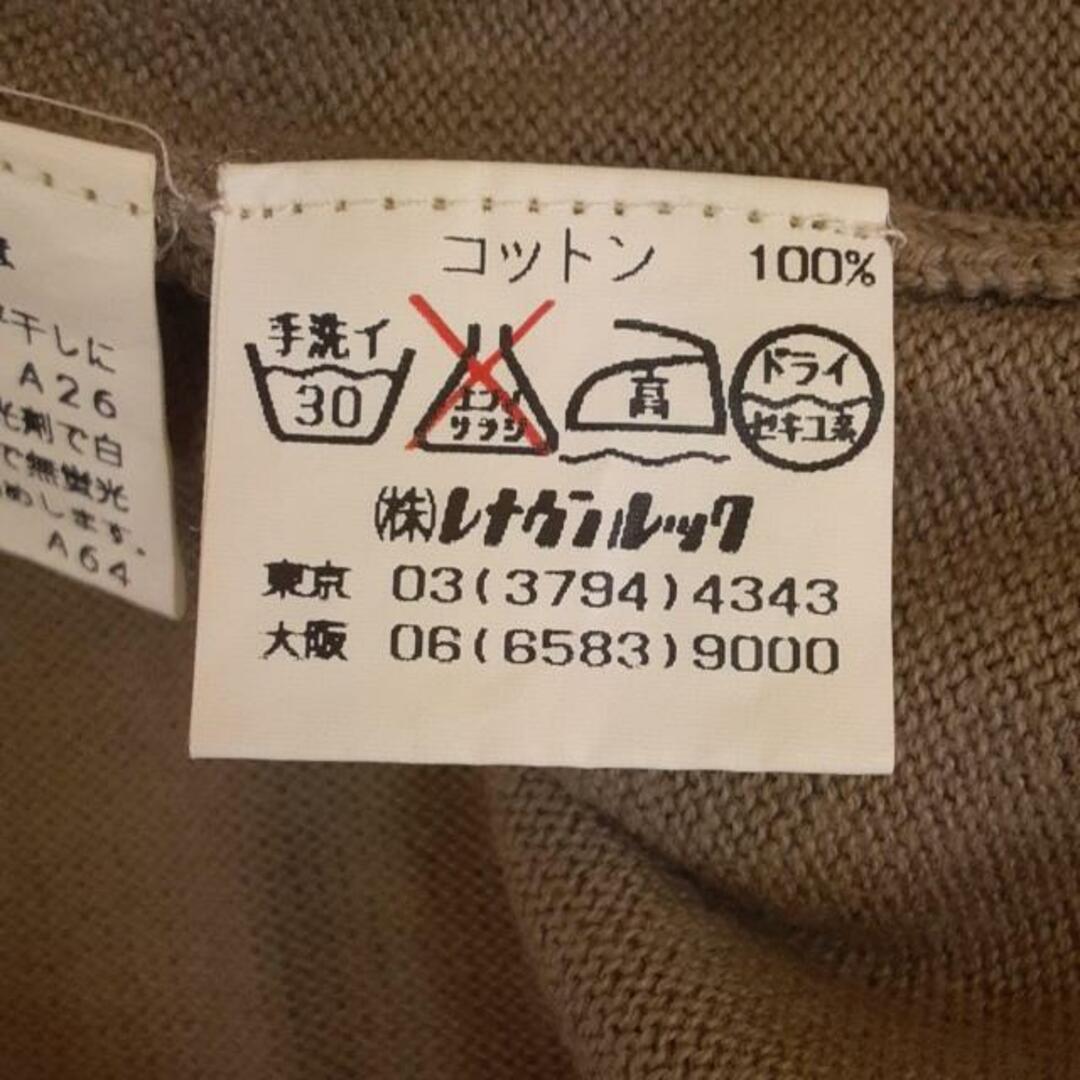 干しに
A26
光剤で白
で無蛍光
めします。
A64
コットン 100%
手洗イ
30
エンソ
サラシ
高
ドライ
セキユ系
(株)レナウンルック
東京 03(3794)4343
大阪 06(6583)9000